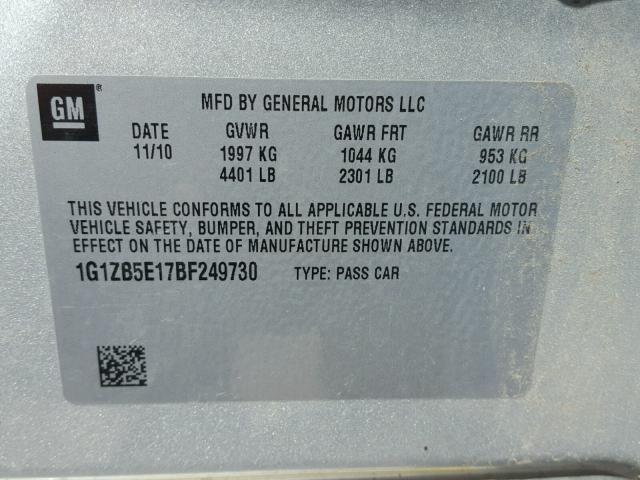 GM®
MFD BY GENERAL MOTORS LLC
DATE GVWR GAWR FRT GAWR RR
11/10 1997 KG 1044 KG 953 KG
4401 LB 2301 LB 2100 LB
THIS VEHICLE CONFORMS TO ALL APPLICABLE U.S. FEDERAL MOTOR
VEHICLE SAFETY, BUMPER, AND THEFT PREVENTION STANDARDS IN
EFFECT ON THE DATE OF MANUFACTURE SHOWN ABOVE.
1G1ZB5E17BF249730 TYPE: PASS CAR